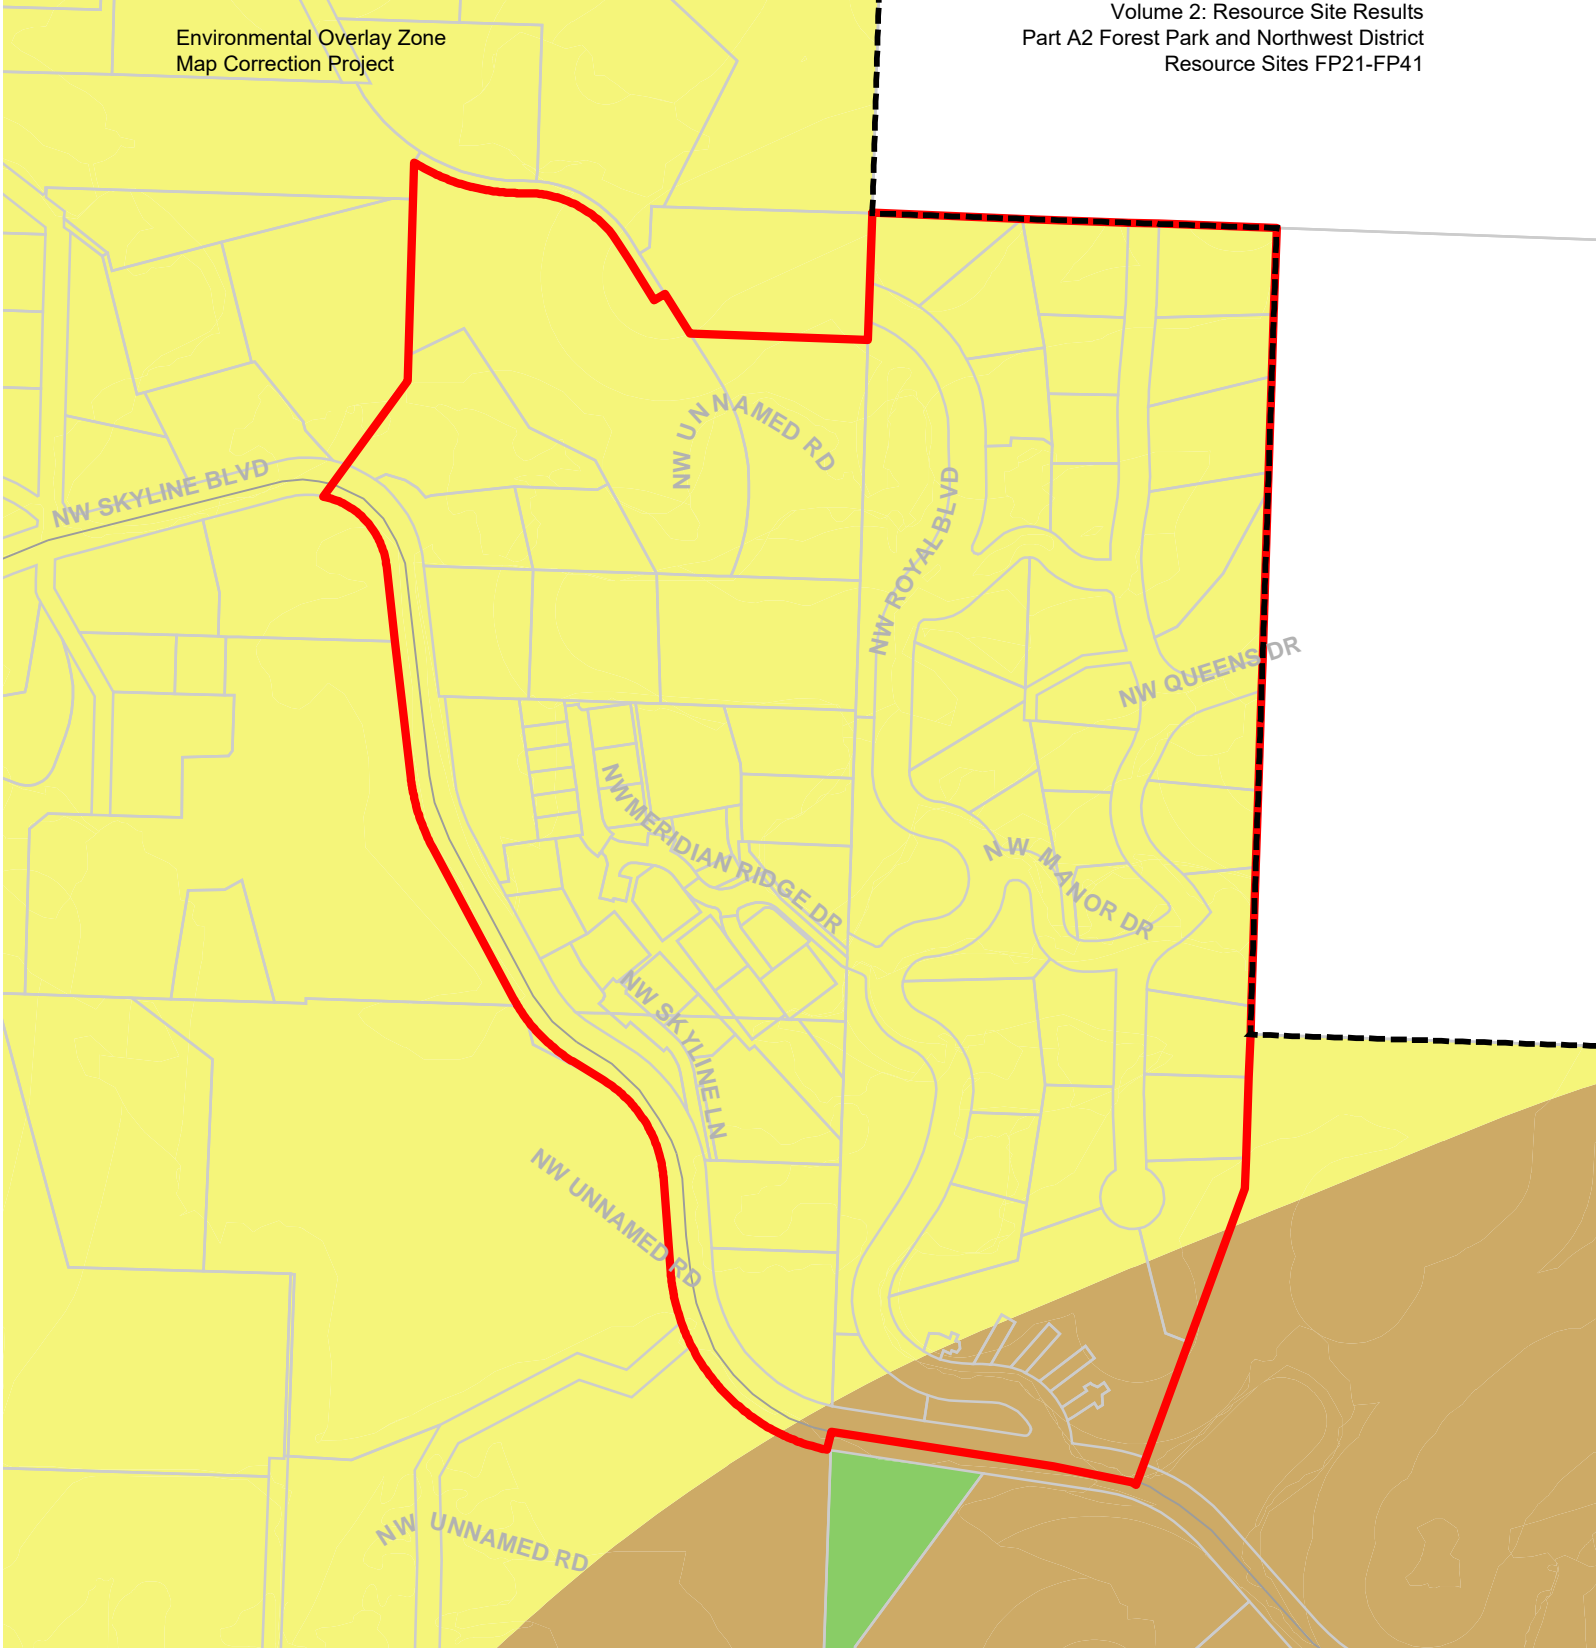 Environmental Overlay Zone
Map Correction Project
Volume 2: Resource Site Results
Part A2 Forest Park and Northwest District
Resource Sites FP21-FP41
NW UNNAMED RD
NW SKYLINE BLVD
NW ROYAL BLVD
NW QUEENS DR
NW MERIDIAN RIDGE DR
NW MANOR DR
NW SKYLINE LN
NW UNNAMED RD
NW UNNAMED RD